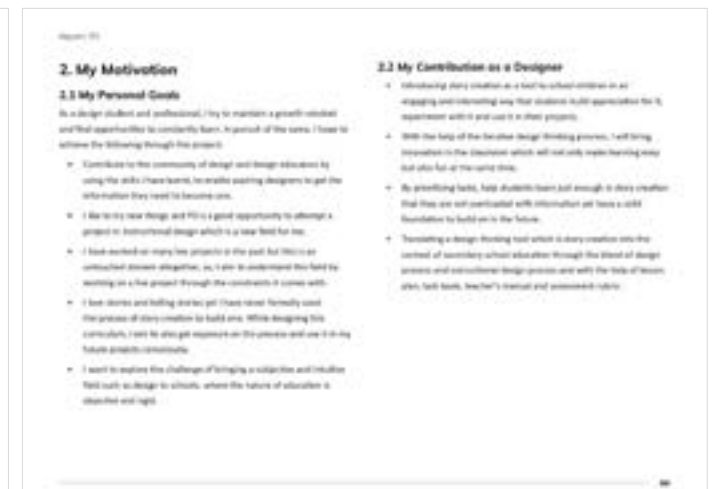 2. My Motivation
2.1 My Personal Goals
As a design student and professional, I try to maintain a growth mindset
and find opportunities to constantly learn. In pursuit of the same, I hope to
achieve the following through this project:
• Contribute to the community of design and design educators by
using the skills I have learnt, to enable aspiring designers to get the
information they need to become one.
• I like to try new things and P3 is a good opportunity to attempt a
project in instructional design which is a new field for me.
• I have worked on many live projects in the past but this is an
untouched domain altogether, so, I aim to understand this field by
working on a live project through the constraints it comes with.
• I love stories and telling stories yet I have never formally used
the process of story creation to build one. While designing this
curriculum, I will also get exposure on the process and use it in my
future projects consciously.
• I want to explore the challenge of bringing a subjective and intuitive
field such as design to schools, where the nature of education is
objective and rigid.
2.2 My Contribution as a Designer
• Introducing story creation as a tool to school children in an
engaging and interesting way that students build appreciation for it,
experiment with it and use it in their projects.
• With the help of the iterative design thinking process, I will bring
innovation in the classroom which will not only make learning easy
but also fun at the same time.
• By prioritising tasks, help students learn just enough in story creation
that they are not overloaded with information yet have a solid
foundation to build on in the future.
• Translating a design thinking tool which is story creation into the
context of secondary school education through the blend of design
process and instructional design process and with the help of lesson
plan, task book, teacher's manual and assessment rubric.